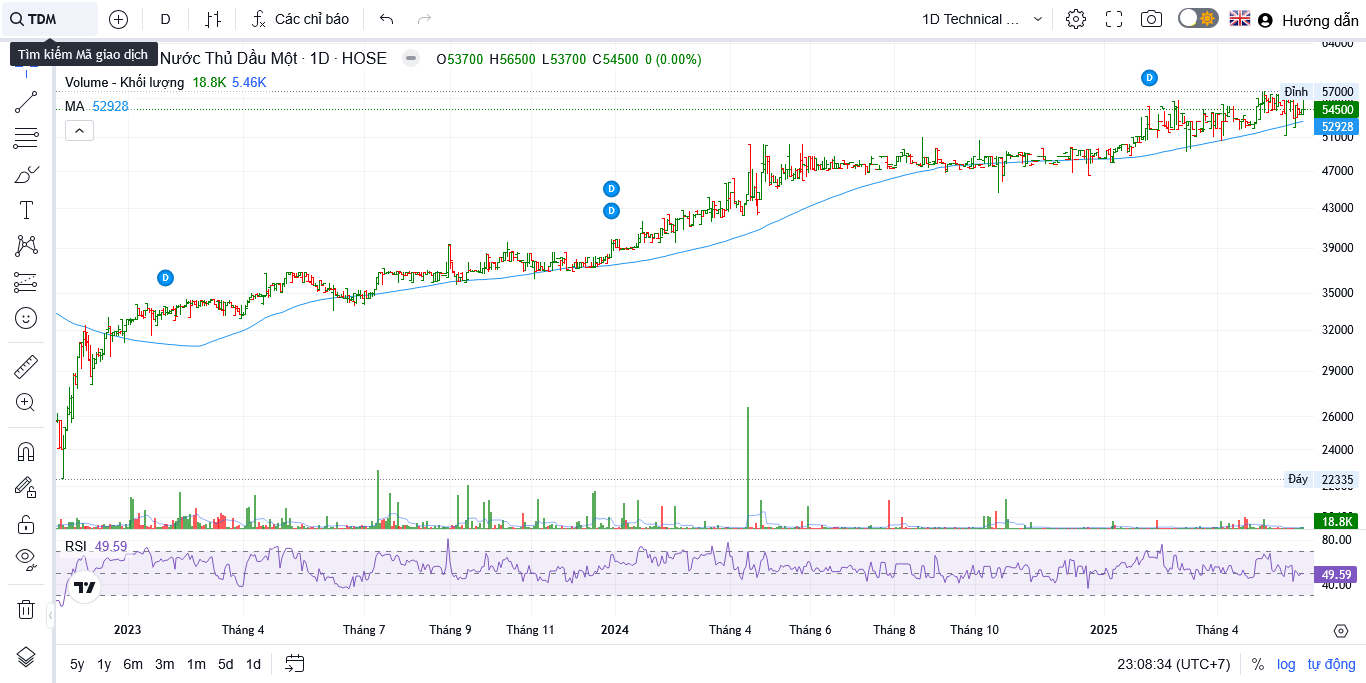 TDM
D
Các chỉ báo
1D Technical ...
Hướng dẫn
Tìm kiếm Mã giao dịch
Nước Thủ Dầu Một · 1D · HOSE
O53700 H56500 L53700 C54500 0 (0.00%)
Volume - Khối lượng 18.8K 5.46K
MA 52928
D
D
D
D
64000
Đỉnh 57000
54500
52928
51000
47000
43000
39000
35000
32000
29000
26000
24000
Đáy 22335
18.8K
RSI 49.59
80.00
49.59
40.00
2023 Tháng 4 Tháng 7 Tháng 9 Tháng 11 2024 Tháng 4 Tháng 6 Tháng 8 Tháng 10 2025 Tháng 4
5y 1y 6m 3m 1m 5d 1d
23:08:34 (UTC+7) % log tự động